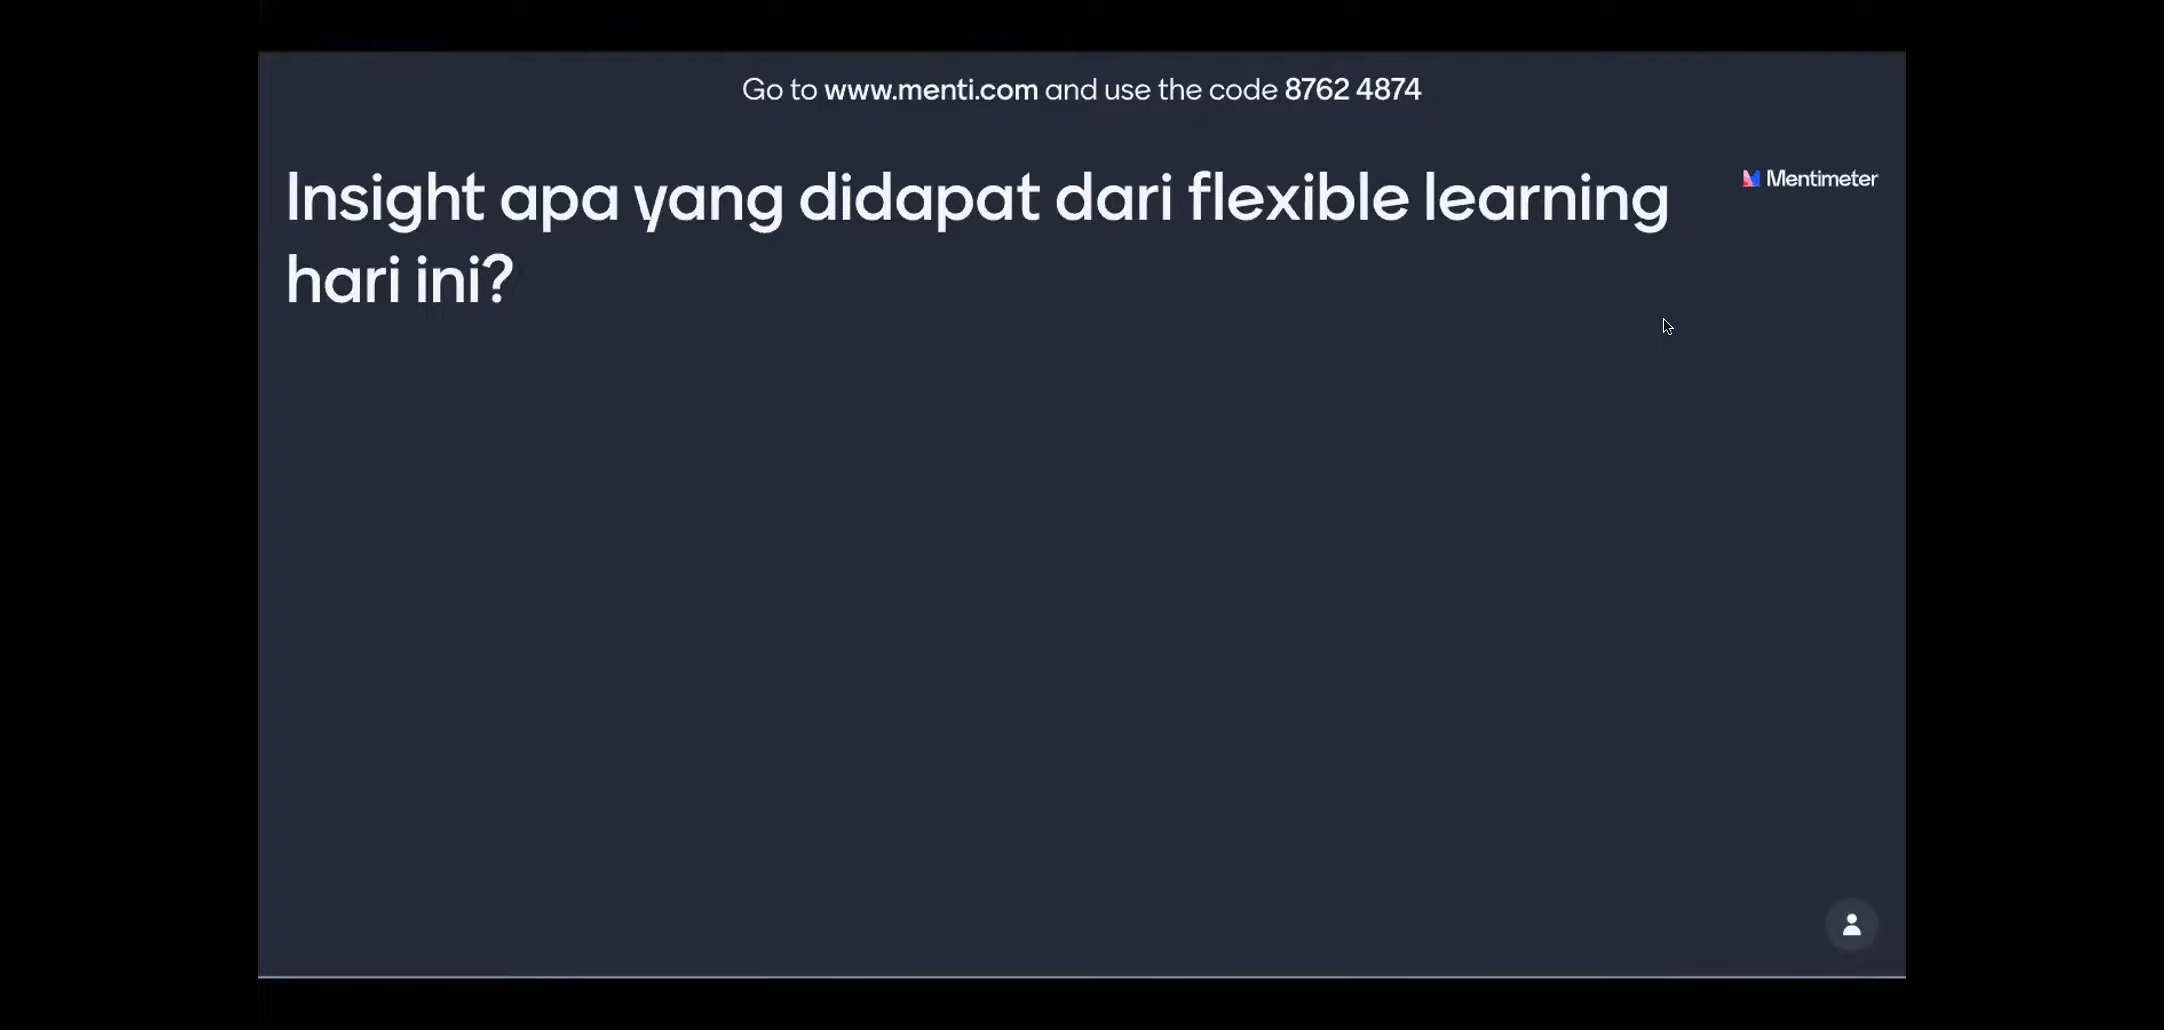 Go to www.menti.com and use the code 8762 4874
Insight apa yang didapat dari flexible learning
hari ini?
Mentimeter